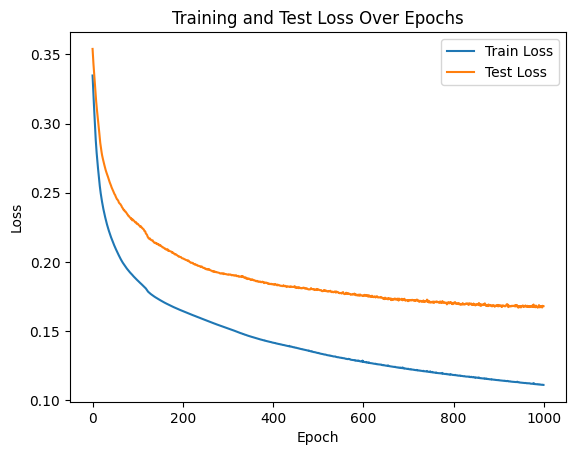 Training and Test Loss Over Epochs
Train Loss
Test Loss
Loss
0.35
0.30
0.25
0.20
0.15
0.10
0
200
400
600
800
1000
Epoch